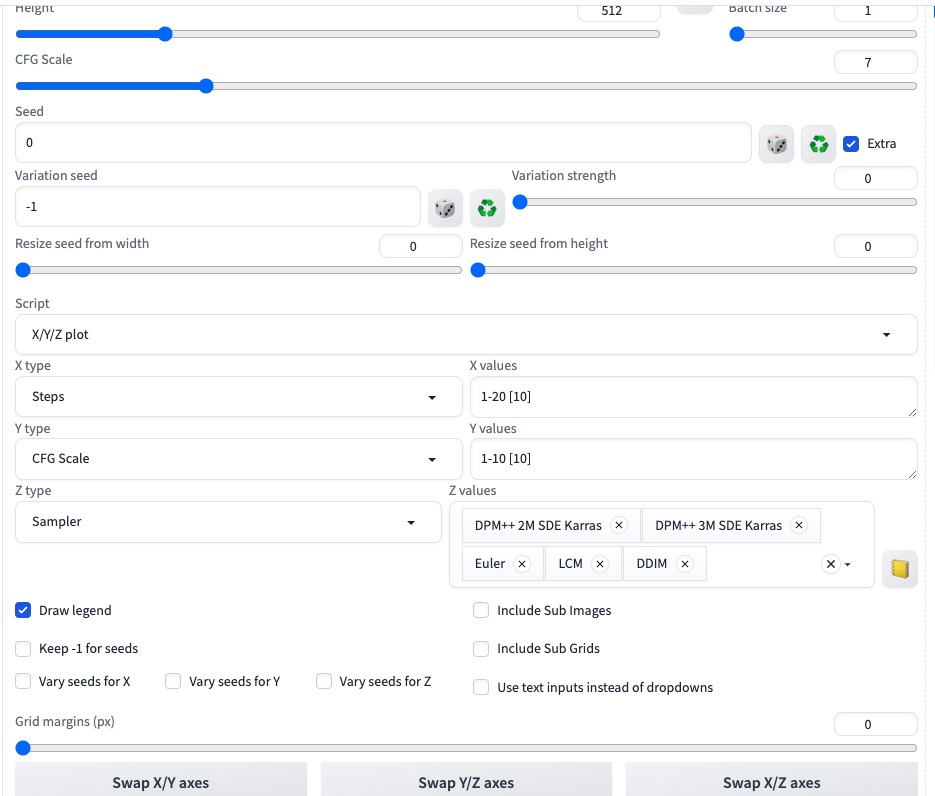 Height
512
Batch size
1
CFG Scale
7
Seed
0
Extra
Variation seed
-1
Variation strength
0
Resize seed from width
0
Resize seed from height
0
Script
X/Y/Z plot
X type
Steps
X values
1-20 [10]
Y type
CFG Scale
Y values
1-10 [10]
Z type
Sampler
Z values
DPM++ 2M SDE Karras
DPM++ 3M SDE Karras
Euler
LCM
DDIM
Draw legend
Include Sub Images
Keep -1 for seeds
Include Sub Grids
Vary seeds for X
Vary seeds for Y
Vary seeds for Z
Use text inputs instead of dropdowns
Grid margins (px)
0
Swap X/Y axes
Swap Y/Z axes
Swap X/Z axes